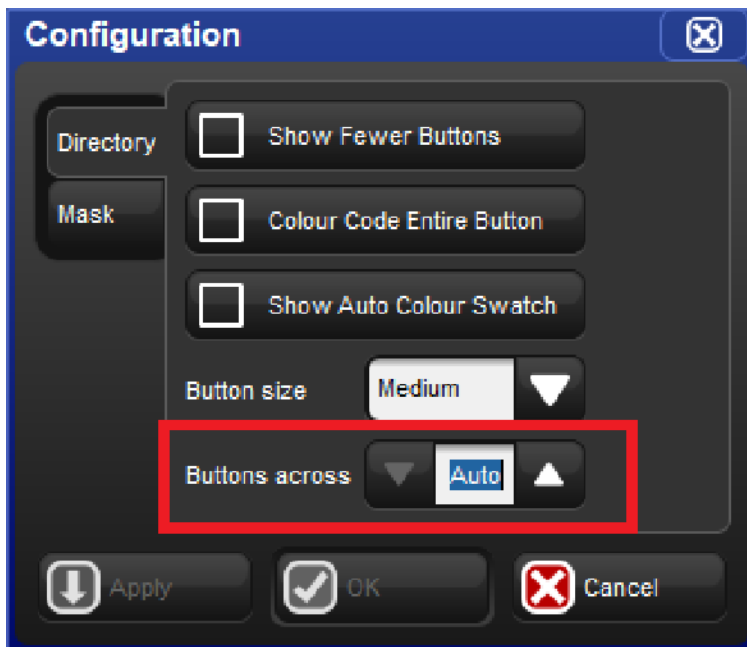 Configuration
Directory
Mask
Show Fewer Buttons
Colour Code Entire Button
Show Auto Colour Swatch
Button size Medium
Buttons across Auto
Apply OK Cancel